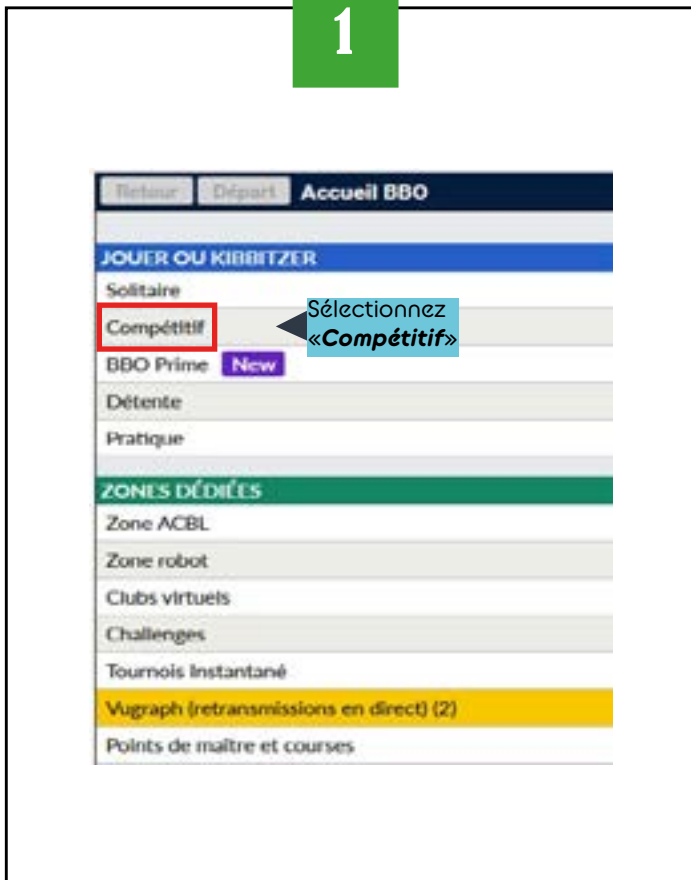 1
Retour Départ Accueil BBO
JOUER OU KIBBITZER
Solitaire
Compétitif
Sélectionnez
«Compétitif»
BBO Prime New
Détente
Pratique
ZONES DÉDIÉES
Zone ACBL
Zone robot
Clubs virtuels
Challenges
Tournois Instantané
Vugraph (retransmissions en direct) (2)
Points de maître et courses